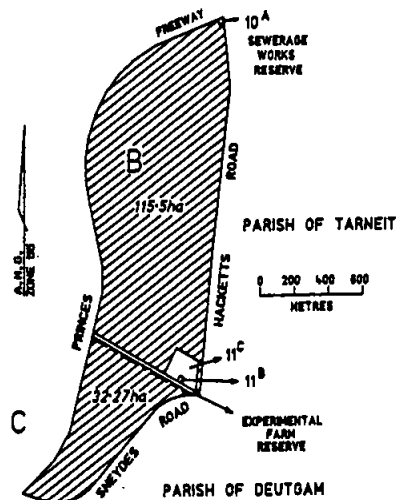 FREEWAY
10A
SEWERAGE
WORKS
RESERVE
B
115·5ha
ROAD
PARISH OF TARNEIT
A.M.G.
ZONE 55
0 200 400 600
METRES
HACKETTS
PRINCES
11C
11B
32·27ha
C
ROAD
EXPERIMENTAL
FARM
RESERVE
SNEYDES
PARISH OF DEUTGAM